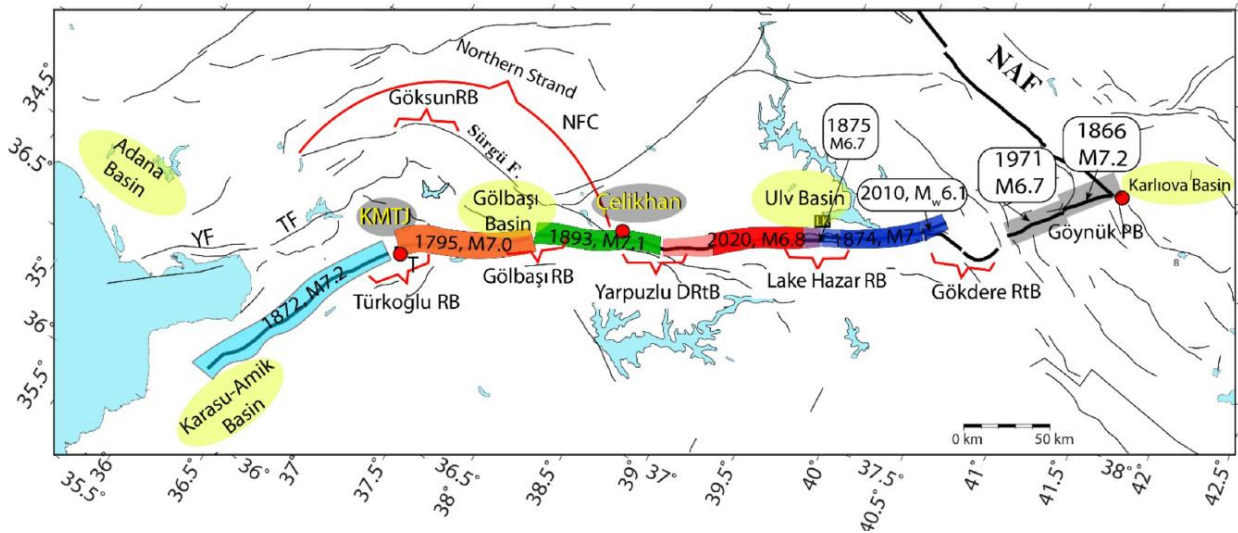 34.5°
36.5°
35°
36°
35.5°
Northern Strand
NFC
GöksunRB
Sürgü F.
Adana
Basin
YF
TF
KMTJ
Gölbaşı
Basin
Çelikhan
Ulv Basin
1875
M6.7
2010, Mw6.1
NAF
1971
M6.7
1866
M7.2
Karlıova Basin
Göynük PB
1872, M7.2
T
1795, M7.0
1893, M7.1
2020, M6.8
1874, M7.1
Türkoğlu RB
Gölbaşı RB
Yarpuzlu DRtB
Lake Hazar RB
Gökdere RtB
Karasu-Amik
Basin
8
0 km
50 km
35.5°
36°
36.5°
36°
37°
37.5°
38°
36.5°
38.5°
39°
37°
39.5°
40°
40.5°
37.5°
41°
41.5°
38°
42°
42.5°